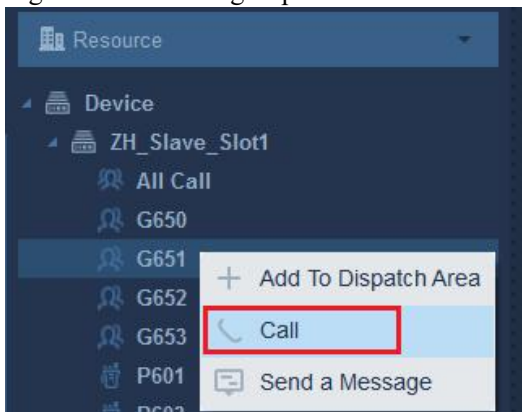 Resource
Device
ZH_Slave_Slot1
All Call
G650
G651
Add To Dispatch Area
G652
Call
G653
P601
Send a Message